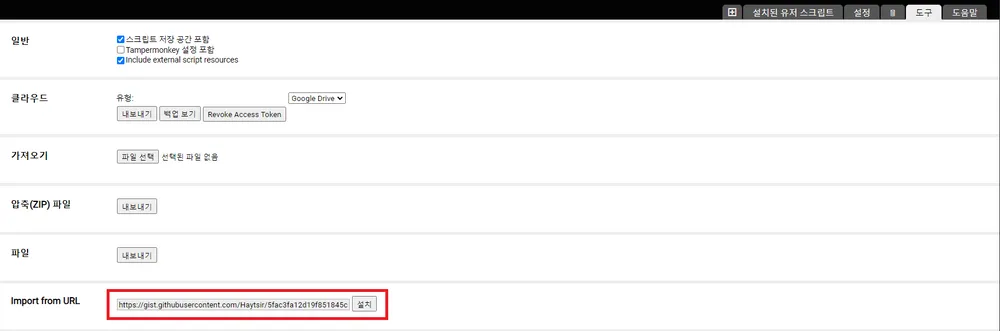 설치된 유저 스크립트 설정 도구 도움말
일반
스크립트 저장 공간 포함
Tampermonkey 설정 포함
Include external script resources
클라우드
유형: Google Drive
내보내기 백업 보기 Revoke Access Token
가져오기
파일 선택 선택된 파일 없음
압축(ZIP) 파일
내보내기
파일
내보내기
Import from URL
https://gist.githubusercontent.com/Haytsir/5fac3fa12d19f851845c 설치